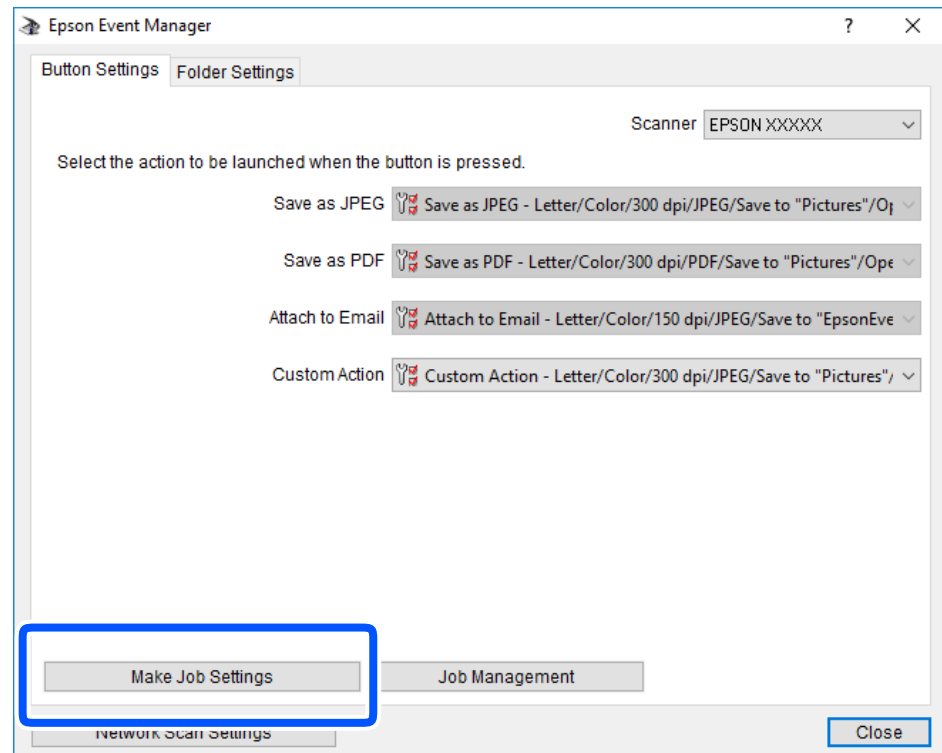 Epson Event Manager
Button Settings Folder Settings
Scanner EPSON XXXXX
Select the action to be launched when the button is pressed.
Save as JPEG Save as JPEG - Letter/Color/300 dpi/JPEG/Save to "Pictures"/Op
Save as PDF Save as PDF - Letter/Color/300 dpi/PDF/Save to "Pictures"/Ope
Attach to Email Attach to Email - Letter/Color/150 dpi/JPEG/Save to "EpsonEve
Custom Action Custom Action - Letter/Color/300 dpi/JPEG/Save to "Pictures"/
Make Job Settings Job Management
Network Scan Settings Close